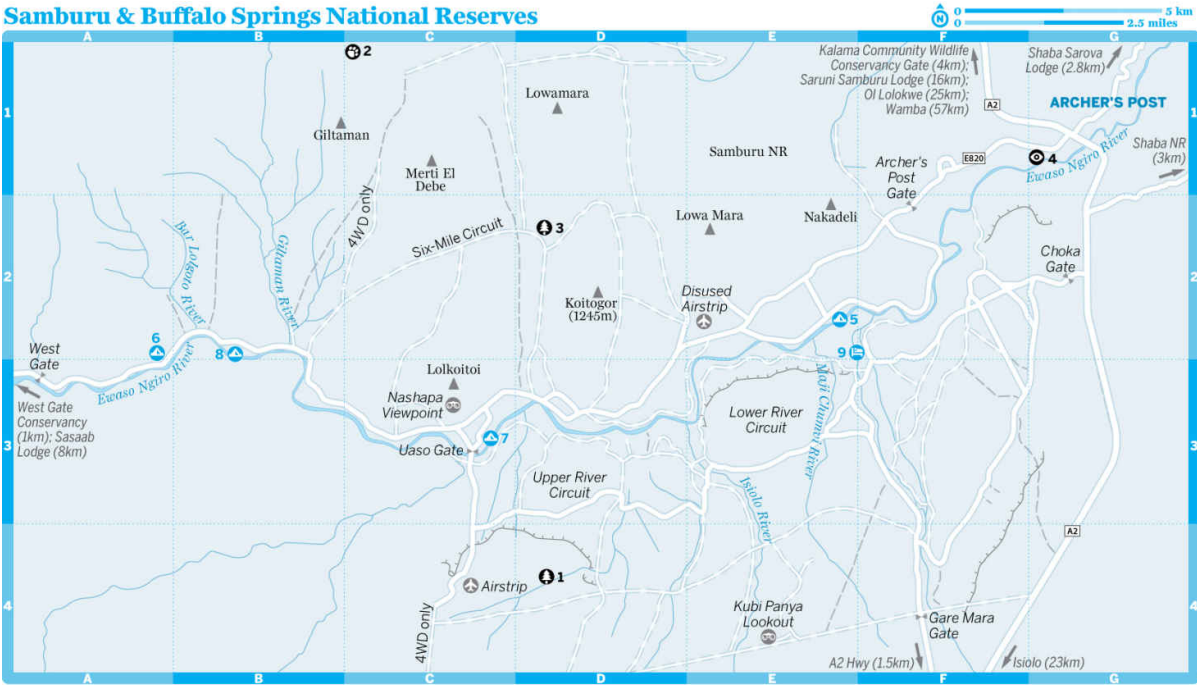 Samburu & Buffalo Springs National Reserves
N
0 5 km
0 2.5 miles
A B C D E F G
1
2
Kalama Community Wildlife
Conservancy Gate (4km);
Saruni Samburu Lodge (16km);
Ol Lolokwe (25km);
Wamba (57km)
Shaba Sarova
Lodge (2.8km)
A2
ARCHER'S POST
1
Lowamara
Giltaman
Merti El
Debe
Samburu NR
Archer's
Post
Gate
E820
4
Ewaso Ngiro River
Shaba NR
(3km)
4WD only
Six-Mile Circuit
3
Lowa Mara
Nakadeli
Bar Lolgoto River
Giltaman River
Choka
Gate
2
2
Koitogor
(1245m)
Disused
Airstrip
5
6
8
9
West
Gate
Ewaso Ngiro River
West Gate
Conservancy
(1km); Sasaab
Lodge (8km)
Lolkoitoi
Nashapa
Viewpoint
Uaso Gate
7
Lower River
Circuit
Maji Chumvi River
3
3
Upper River
Circuit
Isiolo River
A2
Airstrip
1
4WD only
Kubi Panya
Lookout
Gare Mara
Gate
4
4
A2 Hwy (1.5km)
Isiolo (23km)
A B C D E F G